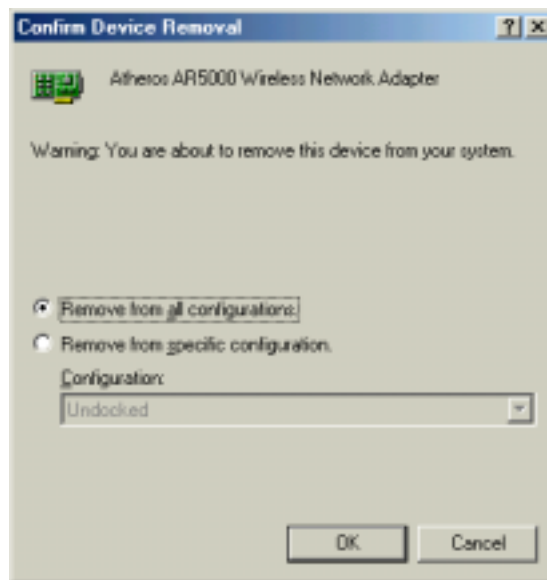 Confirm Device Removal
Atheros AR5000 Wireless Network Adapter
Warning: You are about to remove this device from your system.
Remove from all configurations.
Remove from specific configuration.
Configuration:
Undocked
OK
Cancel